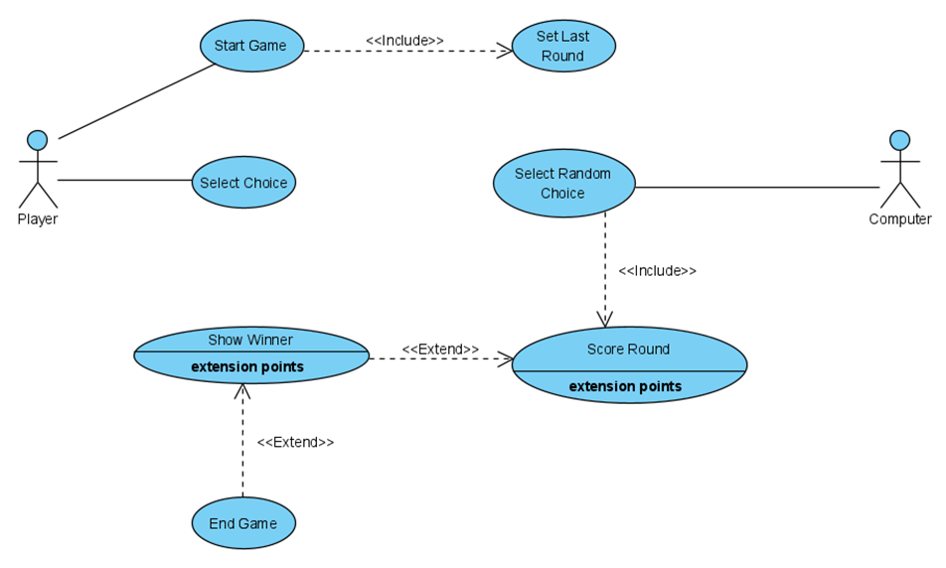 Start Game
<<Include>>
Set Last
Round
Select Choice
Select Random
Choice
Player
Computer
<<Include>>
Show Winner
extension points
<<Extend>>
Score Round
extension points
<<Extend>>
End Game